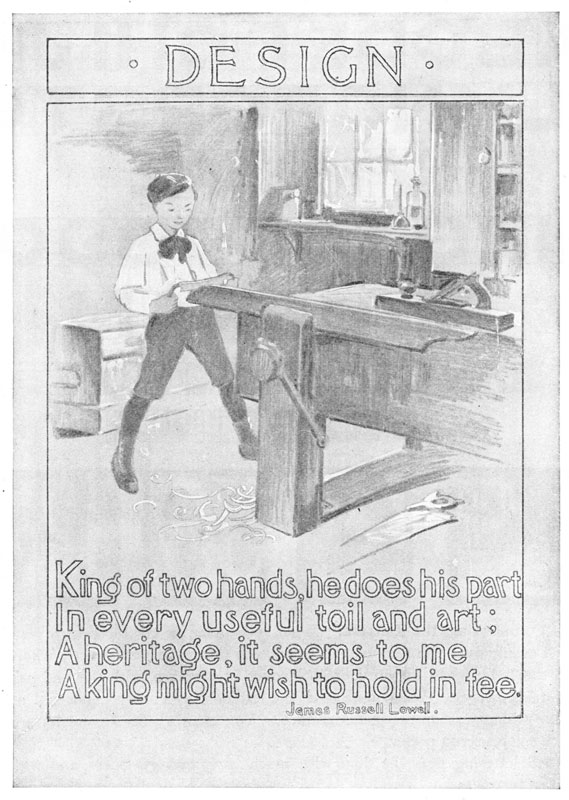 · DESIGN ·
King of two hands, he does his part
In every useful toil and art;
A heritage, it seems to me
A king might wish to hold in fee.
James Russell Lowell.